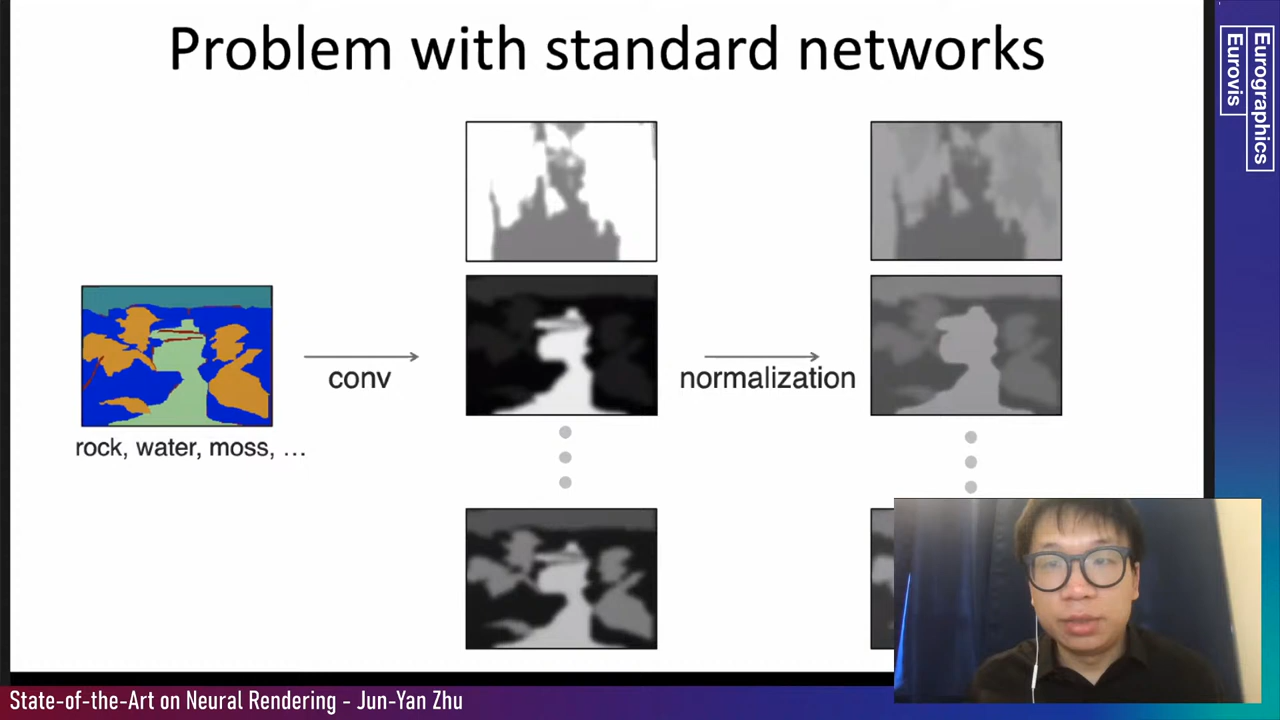 Problem with standard networks
Eurographics
Eurovis
conv
normalization
rock, water, moss, …
State-of-the-Art on Neural Rendering - Jun-Yan Zhu